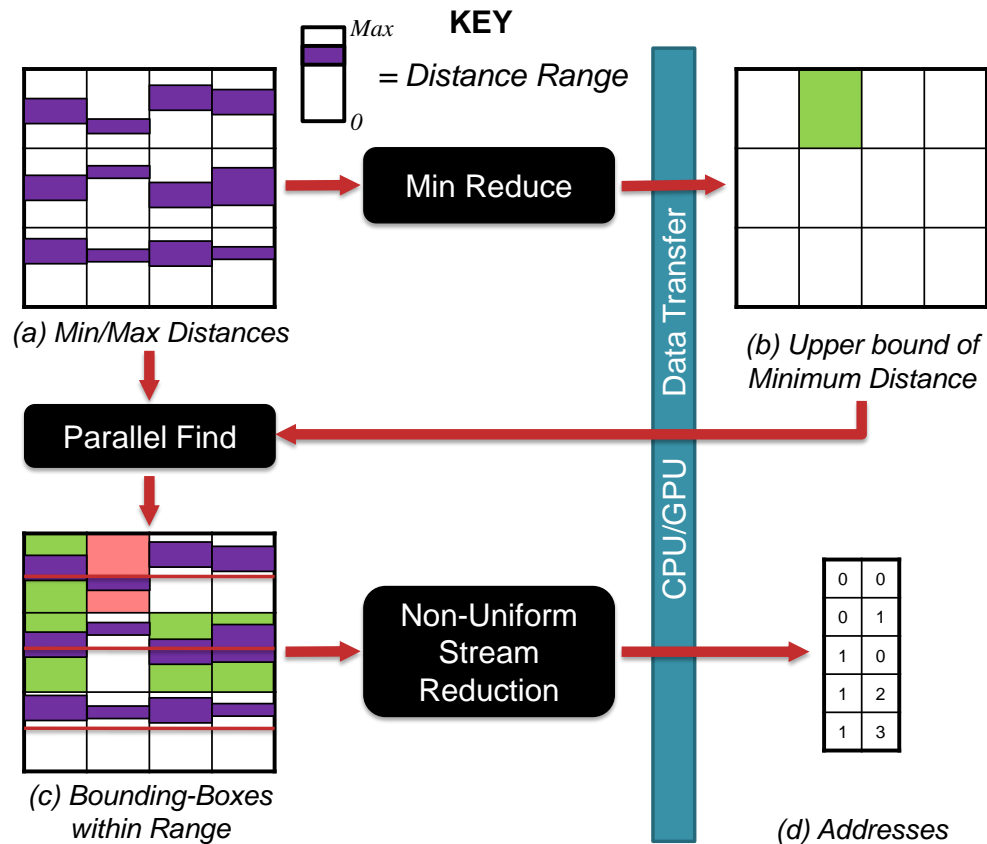 KEY
Max
= Distance Range
0
Min Reduce
(a) Min/Max Distances
(b) Upper bound of
Minimum Distance
CPU/GPU Data Transfer
Parallel Find
Non-Uniform
Stream
Reduction
0 0
0 1
1 0
1 2
1 3
(c) Bounding-Boxes
within Range
(d) Addresses